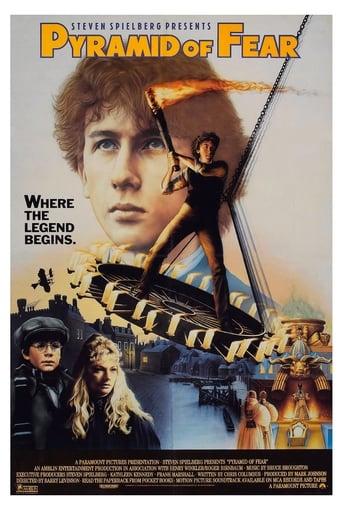 STEVEN SPIELBERG PRESENTS
PYRAMID OF FEAR
WHERE
THE
LEGEND
BEGINS.
A PARAMOUNT PICTURES PRESENTATION · STEVEN SPIELBERG PRESENTS "PYRAMID OF FEAR"
AN AMBLIN ENTERTAINMENT PRODUCTION IN ASSOCIATION WITH HENRY WINKLER/ROGER BIRNBAUM · MUSIC BY BRUCE BROUGHTON
EXECUTIVE PRODUCERS STEVEN SPIELBERG · KATHLEEN KENNEDY · FRANK MARSHALL · WRITTEN BY CHRIS COLUMBUS · PRODUCED BY MARK JOHNSON
DIRECTED BY BARRY LEVINSON · READ THE PAPERBACK FROM POCKET BOOKS · MOTION PICTURE SOUNDTRACK AVAILABLE ON MCA RECORDS AND TAPES
A PARAMOUNT PICTURE